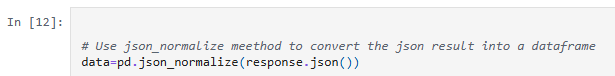 In [12]:
# Use json_normalize meethod to convert the json result into a dataframe
data=pd.json_normalize(response.json())